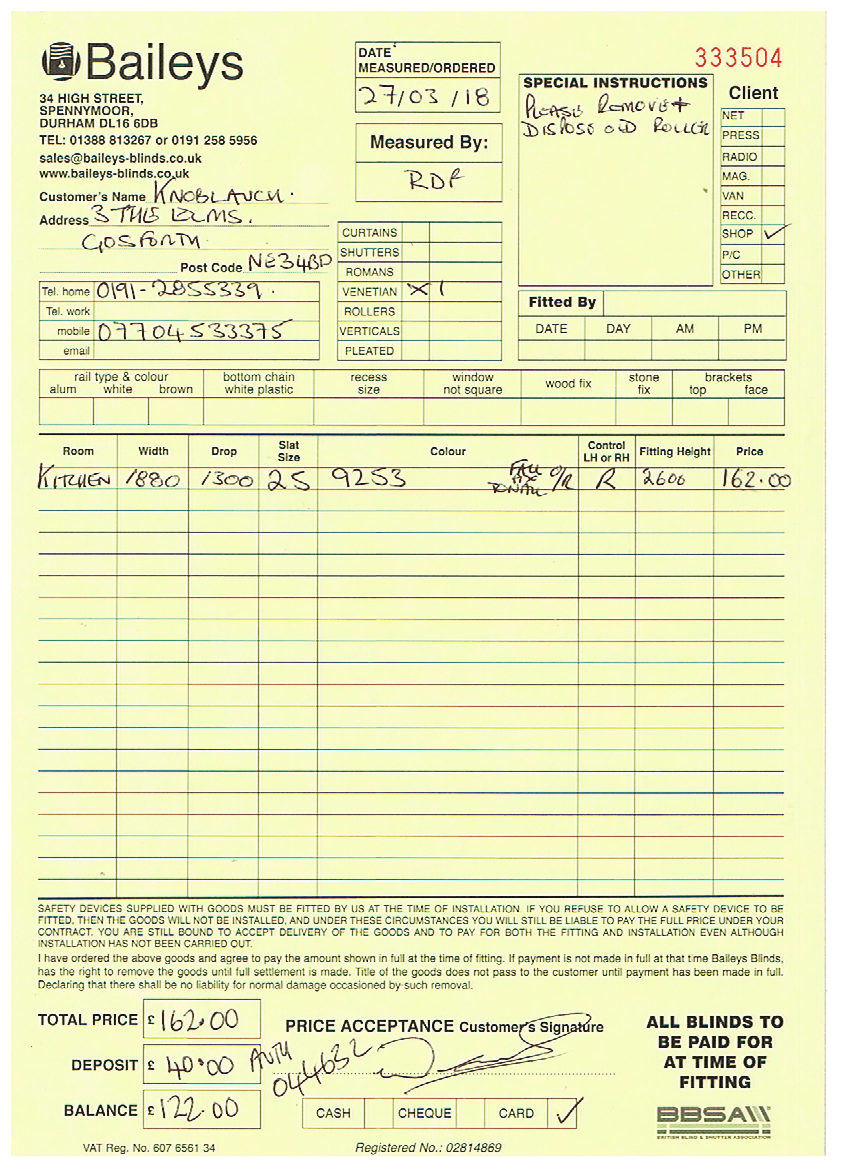 Baileys
34 HIGH STREET,
SPENNYMOOR,
DURHAM DL16 6DB
TEL: 01388 813267 or 0191 258 5956
sales@baileys-blinds.co.uk
www.baileys-blinds.co.uk
Customer's Name KNOBLAUCH
Address 3 THE ELMS,
GOSFORTH
Post Code NE3 4BD
Tel. home 0191-2855339
Tel. work
mobile 07704533375
email
DATE
MEASURED/ORDERED
27/03/18
Measured By:
RDF
CURTAINS
SHUTTERS
ROMANS
VENETIAN X 1
ROLLERS
VERTICALS
PLEATED
333504
SPECIAL INSTRUCTIONS
PLEASE REMOVE +
DISPOSE OLD ROLLER
Client
NET
PRESS
RADIO
MAG.
VAN
RECC.
SHOP ✓
P/C
OTHER
Fitted By
DATE DAY AM PM
rail type & colour bottom chain recess window wood fix stone brackets
alum white brown white plastic size not square fix top face
Room Width Drop Slat Size Colour Control LH or RH Fitting Height Price
KITCHEN 1880 1300 25 9253 O/R R 2600 162.00
SAFETY DEVICES SUPPLIED WITH GOODS MUST BE FITTED BY US AT THE TIME OF INSTALLATION. IF YOU REFUSE TO ALLOW A SAFETY DEVICE TO BE
FITTED. THEN THE GOODS WILL NOT BE INSTALLED, AND UNDER THESE CIRCUMSTANCES YOU WILL STILL BE LIABLE TO PAY THE FULL PRICE UNDER YOUR
CONTRACT. YOU ARE STILL BOUND TO ACCEPT DELIVERY OF THE GOODS AND TO PAY FOR BOTH THE FITTING AND INSTALLATION EVEN ALTHOUGH
INSTALLATION HAS NOT BEEN CARRIED OUT.
I have ordered the above goods and agree to pay the amount shown in full at the time of fitting. If payment is not made in full at that time Baileys Blinds,
has the right to remove the goods until full settlement is made. Title of the goods does not pass to the customer until payment has been made in full.
Declaring that there shall be no liability for normal damage occasioned by such removal.
TOTAL PRICE £ 162.00
DEPOSIT £ 40.00
BALANCE £ 122.00
AUTH
044632
PRICE ACCEPTANCE Customer's Signature
CASH CHEQUE CARD ✓
ALL BLINDS TO
BE PAID FOR
AT TIME OF
FITTING
BBSA
BRITISH BLIND & SHUTTER ASSOCIATION
VAT Reg. No. 607 6561 34
Registered No.: 02814869